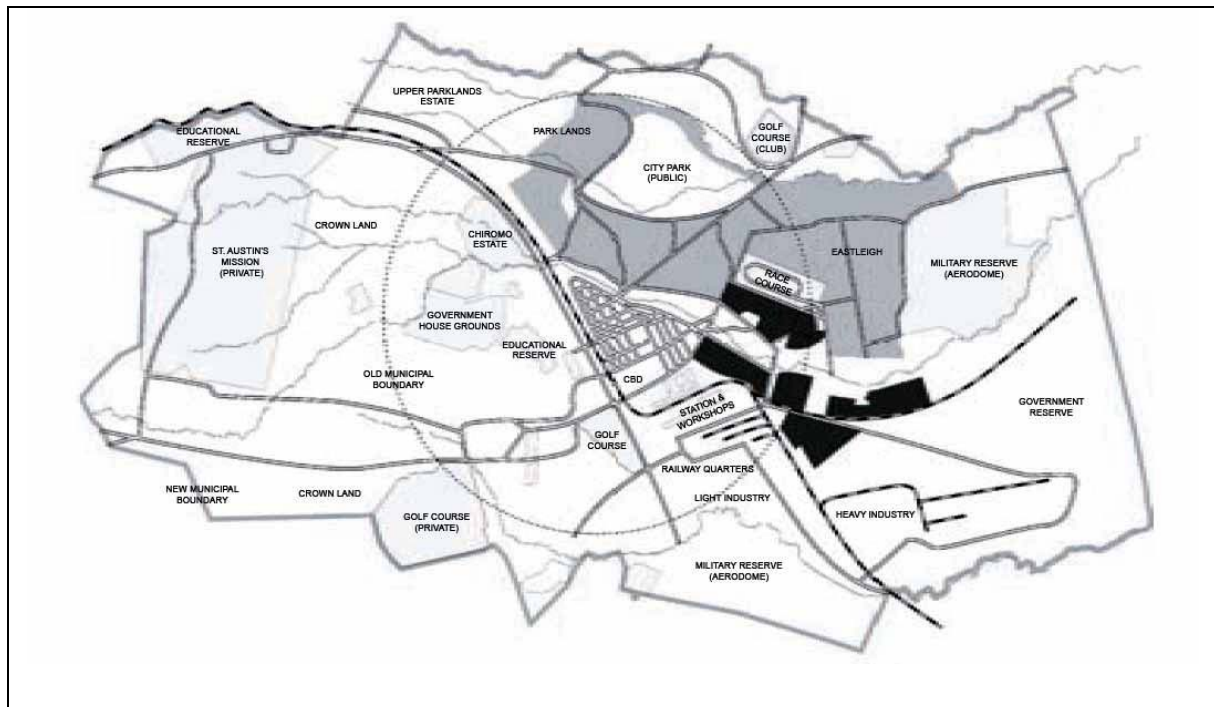 UPPER PARKLANDS
ESTATE
EDUCATIONAL
RESERVE
PARK LANDS
GOLF
COURSE
(CLUB)
CITY PARK
(PUBLIC)
CROWN LAND
CHIROMO
ESTATE
ST. AUSTIN'S
MISSION
(PRIVATE)
EASTLEIGH
MILITARY RESERVE
(AERODOME)
RACE
COURSE
GOVERNMENT
HOUSE GROUNDS
EDUCATIONAL
RESERVE
OLD MUNICIPAL
BOUNDARY
CBD
STATION &
WORKSHOPS
GOVERNMENT
RESERVE
GOLF
COURSE
RAILWAY QUARTERS
NEW MUNICIPAL
BOUNDARY
CROWN LAND
LIGHT INDUSTRY
GOLF COURSE
(PRIVATE)
HEAVY INDUSTRY
MILITARY RESERVE
(AERODOME)